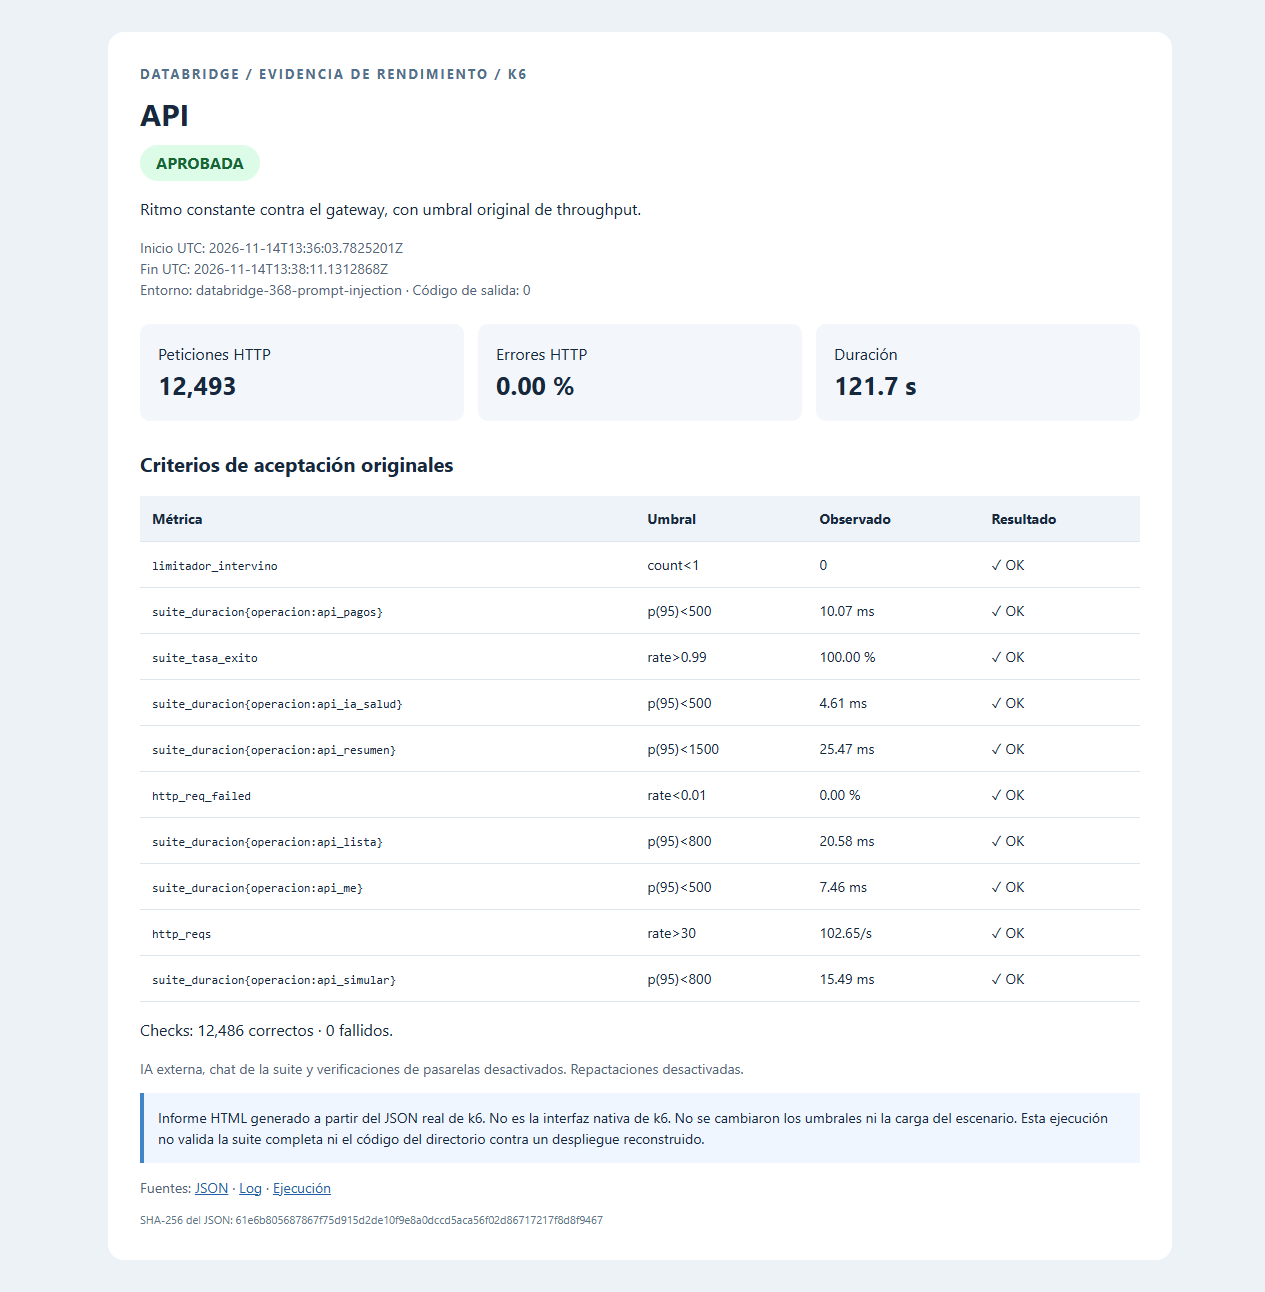 DATABRIDGE / EVIDENCIA DE RENDIMIENTO / K6
API
APROBADA
Ritmo constante contra el gateway, con umbral original de throughput.
Inicio UTC: 2026-11-14T13:36:03.7825201Z
Fin UTC: 2026-11-14T13:38:11.1312868Z
Entorno: databridge-368-prompt-injection · Código de salida: 0
Peticiones HTTP
12,493
Errores HTTP
0.00 %
Duración
121.7 s
Criterios de aceptación originales
Métrica Umbral Observado Resultado
limitador_intervino count<1 0 ✓ OK
suite_duracion{operacion:api_pagos} p(95)<500 10.07 ms ✓ OK
suite_tasa_exito rate>0.99 100.00 % ✓ OK
suite_duracion{operacion:api_ia_salud} p(95)<500 4.61 ms ✓ OK
suite_duracion{operacion:api_resumen} p(95)<1500 25.47 ms ✓ OK
http_req_failed rate<0.01 0.00 % ✓ OK
suite_duracion{operacion:api_lista} p(95)<800 20.58 ms ✓ OK
suite_duracion{operacion:api_me} p(95)<500 7.46 ms ✓ OK
http_reqs rate>30 102.65/s ✓ OK
suite_duracion{operacion:api_simular} p(95)<800 15.49 ms ✓ OK
Checks: 12,486 correctos · 0 fallidos.
IA externa, chat de la suite y verificaciones de pasarelas desactivados. Repactaciones desactivadas.
Informe HTML generado a partir del JSON real de k6. No es la interfaz nativa de k6. No se cambiaron los umbrales ni la carga del escenario. Esta ejecución
no valida la suite completa ni el código del directorio contra un despliegue reconstruido.
Fuentes: JSON · Log · Ejecución
SHA-256 del JSON: 61e6b805687867f75d915d2de10f9e8a0dccd5aca56f02d86717217f8d8f9467